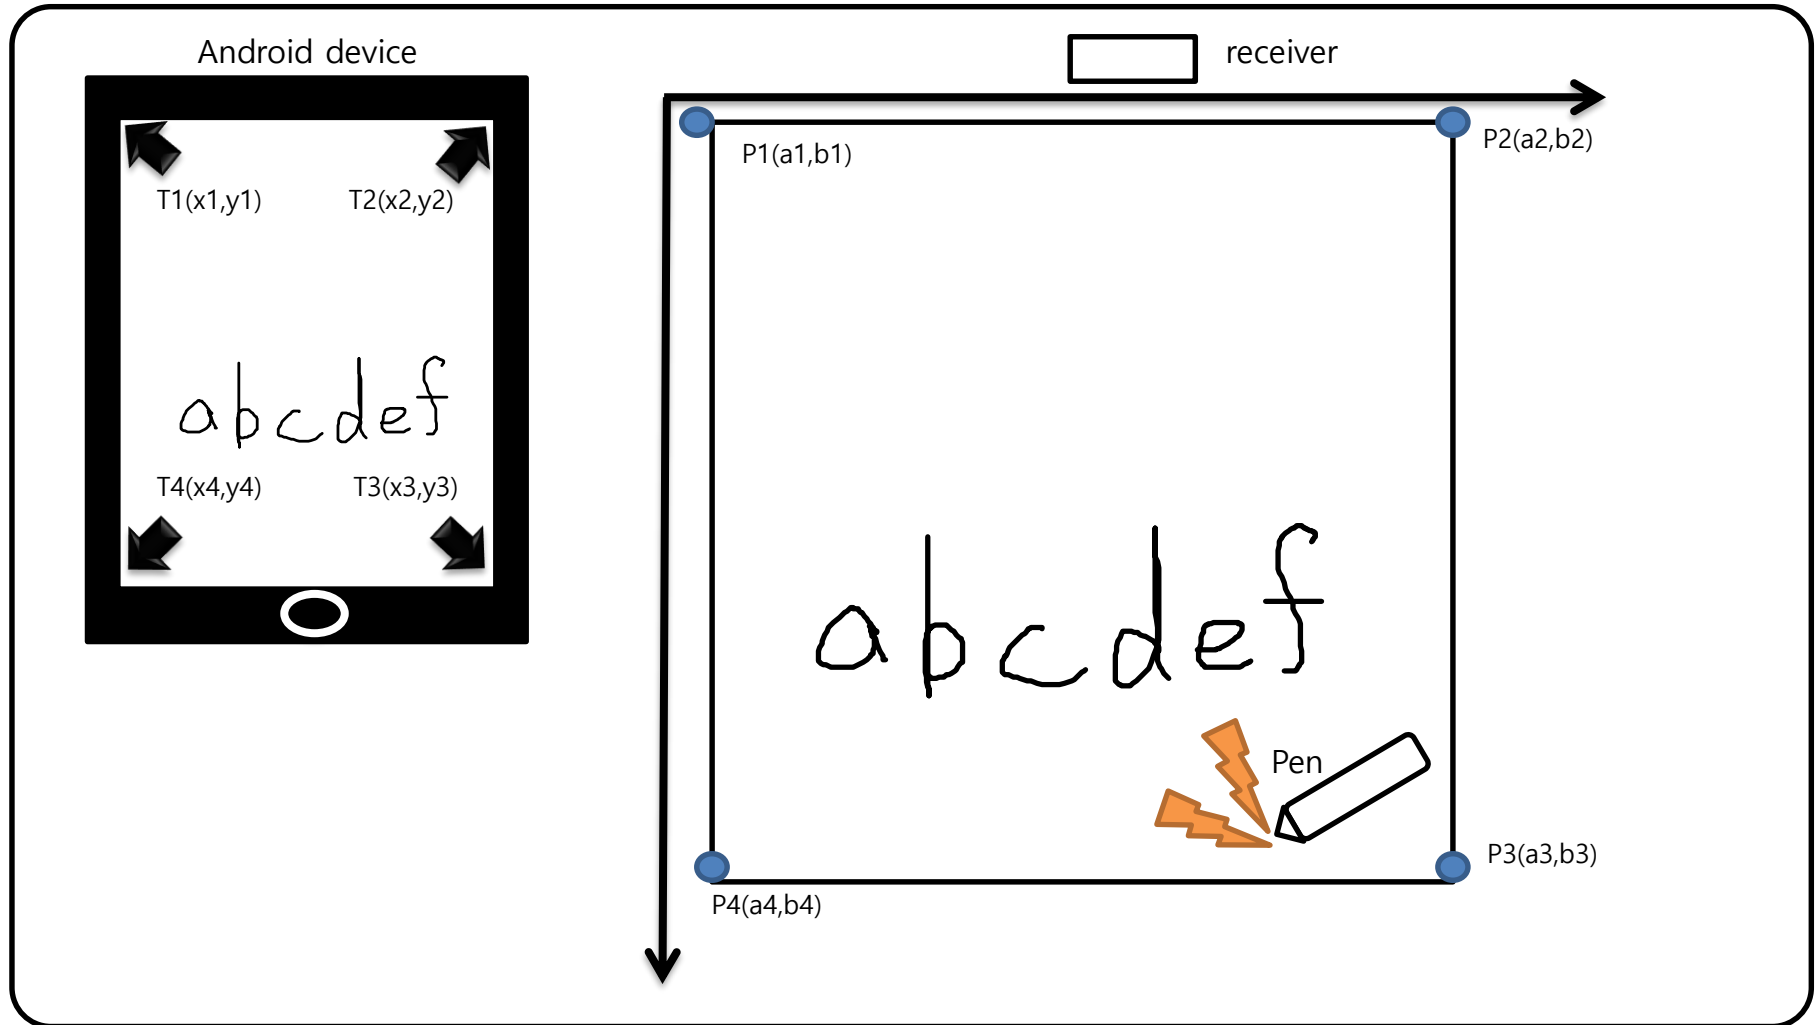 Android device
receiver
T1(x1,y1) T2(x2,y2)
abcdef
T4(x4,y4) T3(x3,y3)
P1(a1,b1)
P2(a2,b2)
abcdef
Pen
P3(a3,b3)
P4(a4,b4)